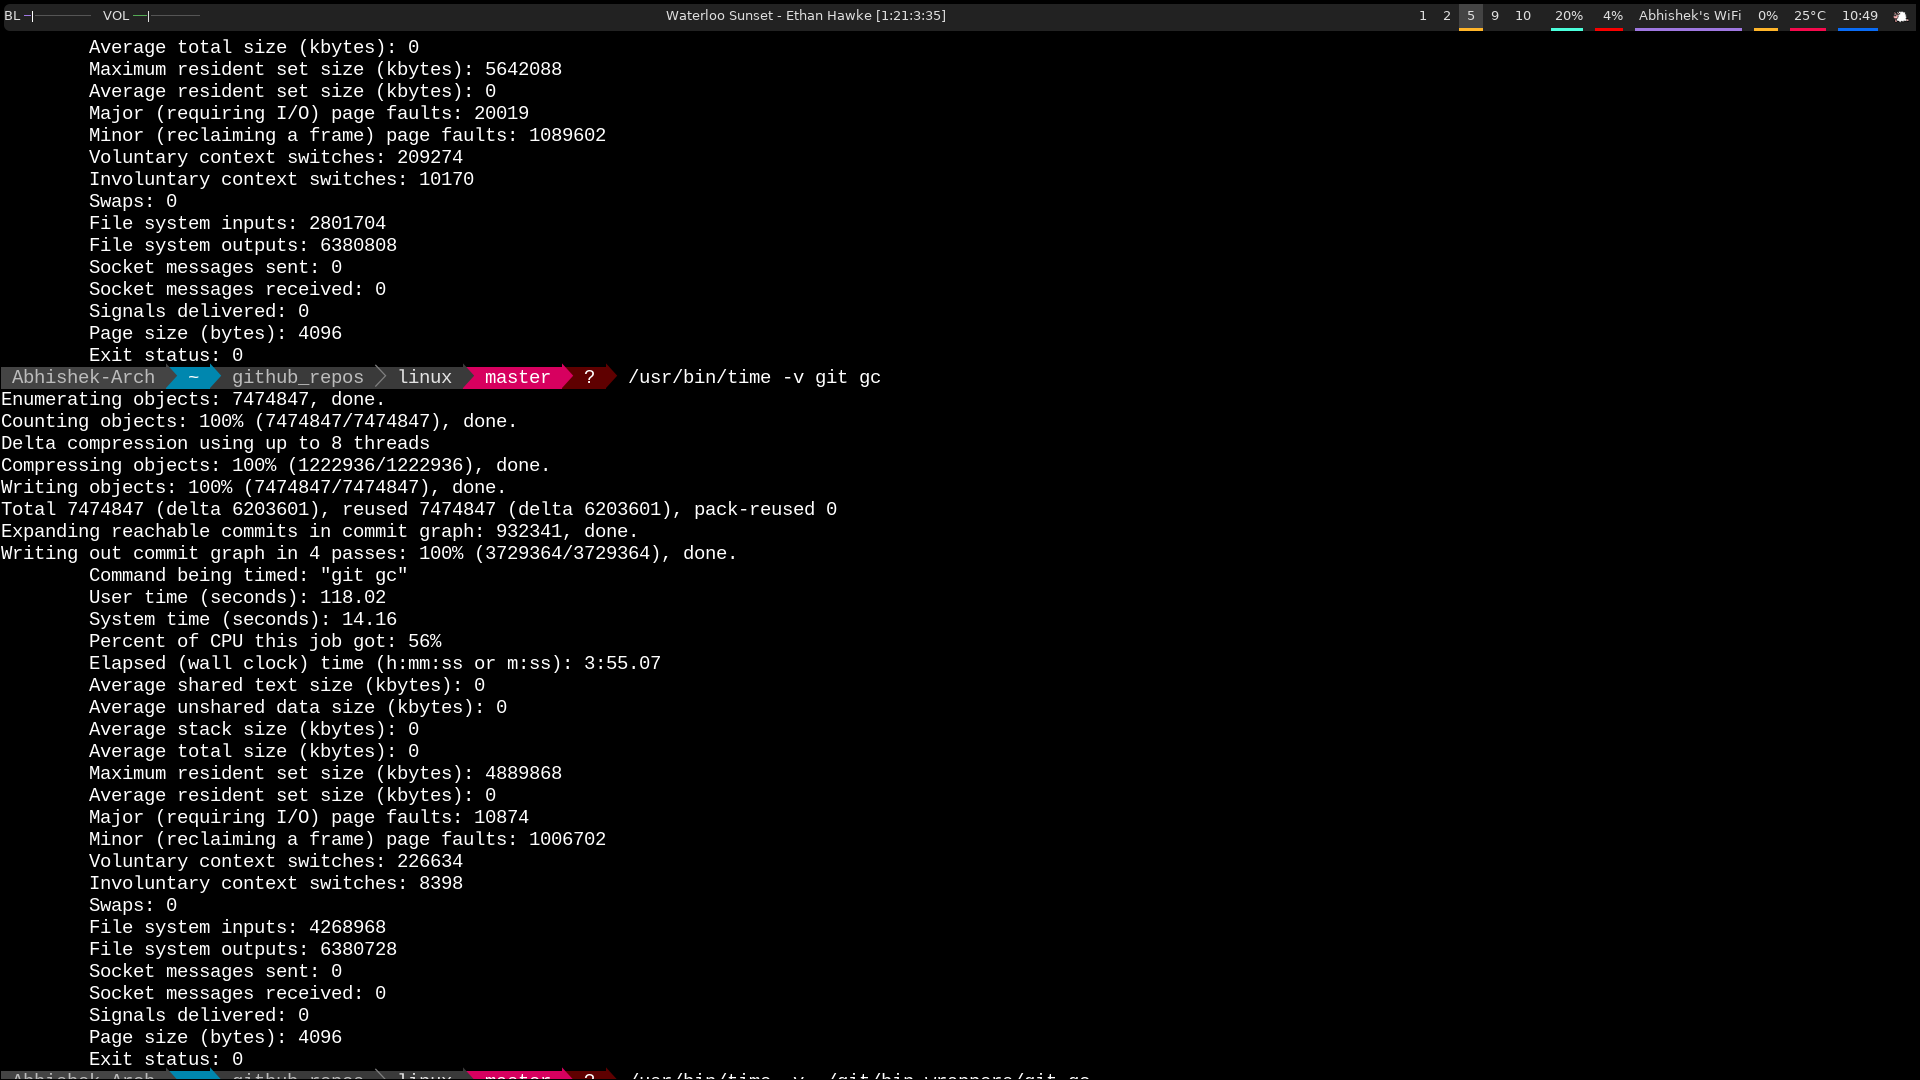 BL VOL Waterloo Sunset - Ethan Hawke [1:21:3:35] 1 2 5 9 10 20% 4% Abhishek's WiFi 0% 25°C 10:49
Average total size (kbytes): 0
Maximum resident set size (kbytes): 5642088
Average resident set size (kbytes): 0
Major (requiring I/O) page faults: 20019
Minor (reclaiming a frame) page faults: 1089602
Voluntary context switches: 209274
Involuntary context switches: 10170
Swaps: 0
File system inputs: 2801704
File system outputs: 6380808
Socket messages sent: 0
Socket messages received: 0
Signals delivered: 0
Page size (bytes): 4096
Exit status: 0
Abhishek-Arch ~ github_repos linux master ? /usr/bin/time -v git gc
Enumerating objects: 7474847, done.
Counting objects: 100% (7474847/7474847), done.
Delta compression using up to 8 threads
Compressing objects: 100% (1222936/1222936), done.
Writing objects: 100% (7474847/7474847), done.
Total 7474847 (delta 6203601), reused 7474847 (delta 6203601), pack-reused 0
Expanding reachable commits in commit graph: 932341, done.
Writing out commit graph in 4 passes: 100% (3729364/3729364), done.
Command being timed: "git gc"
User time (seconds): 118.02
System time (seconds): 14.16
Percent of CPU this job got: 56%
Elapsed (wall clock) time (h:mm:ss or m:ss): 3:55.07
Average shared text size (kbytes): 0
Average unshared data size (kbytes): 0
Average stack size (kbytes): 0
Average total size (kbytes): 0
Maximum resident set size (kbytes): 4889868
Average resident set size (kbytes): 0
Major (requiring I/O) page faults: 10874
Minor (reclaiming a frame) page faults: 1006702
Voluntary context switches: 226634
Involuntary context switches: 8398
Swaps: 0
File system inputs: 4268968
File system outputs: 6380728
Socket messages sent: 0
Socket messages received: 0
Signals delivered: 0
Page size (bytes): 4096
Exit status: 0
Abhishek-Arch github_repos linux master ? /usr/bin/time -v